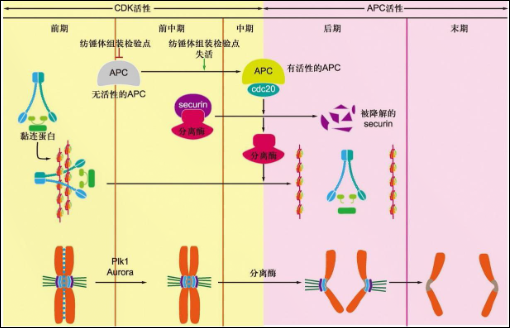 CDK活性
APC活性
前期
前中期
中期
后期
末期
纺锤体组装检验点
纺锤体组装检验点
失活
APC
无活性的APC
APC
cdc20
有活性的APC
securin
分离酶
被降解的
securin
黏连蛋白
分离酶
Plk1
Aurora
分离酶